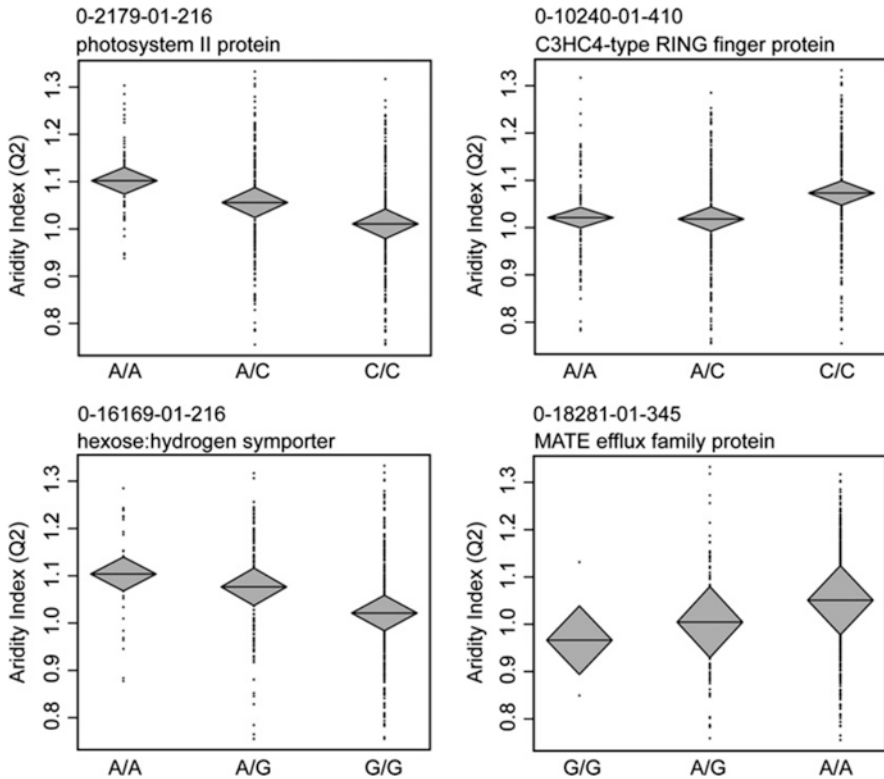 0-2179-01-216
photosystem II protein
Aridity Index (Q2)
1.3
1.2
1.1
1.0
0.9
0.8
A/A A/C C/C
0-10240-01-410
C3HC4-type RING finger protein
Aridity Index (Q2)
1.3
1.2
1.1
1.0
0.9
0.8
A/A A/C C/C
0-16169-01-216
hexose:hydrogen symporter
Aridity Index (Q2)
1.3
1.2
1.1
1.0
0.9
0.8
A/A A/G G/G
0-18281-01-345
MATE efflux family protein
Aridity Index (Q2)
1.3
1.2
1.1
1.0
0.9
0.8
G/G A/G A/A